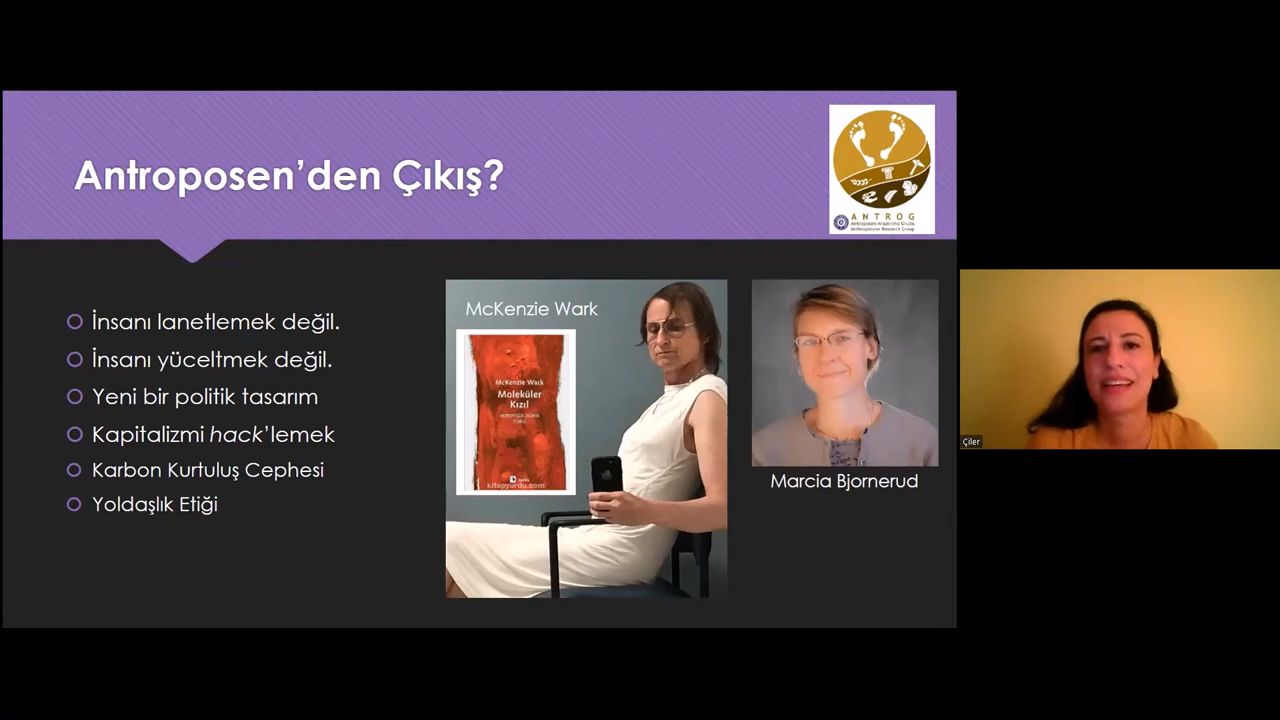 Antroposen’den Çıkış?
ANTROG
Antroposen Araştırma Grubu
Anthropocene Research Group
İnsanı lanetlemek değil.
İnsanı yüceltmek değil.
Yeni bir politik tasarım
Kapitalizmi hack’lemek
Karbon Kurtuluş Cephesi
Yoldaşlık Etiği
McKenzie Wark
McKenzie Wark
Moleküler
Kızıl
kitapyurdu.com
Marcia Bjornerud
Çiler